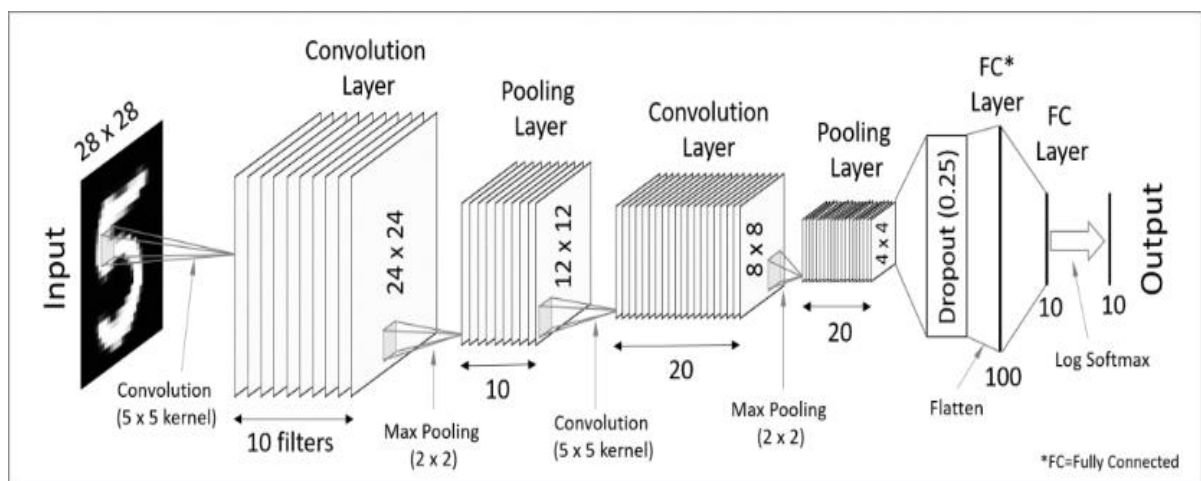 Input
28 x 28
Convolution
(5 x 5 kernel)
Convolution
Layer
24 x 24
10 filters
Max Pooling
(2 x 2)
Pooling
Layer
12 x 12
10
Convolution
(5 x 5 kernel)
Convolution
Layer
8 x 8
20
Max Pooling
(2 x 2)
Pooling
Layer
4 x 4
20
Dropout (0.25)
Flatten
FC*
Layer
100
FC
Layer
10
Log Softmax
10
Output
*FC=Fully Connected